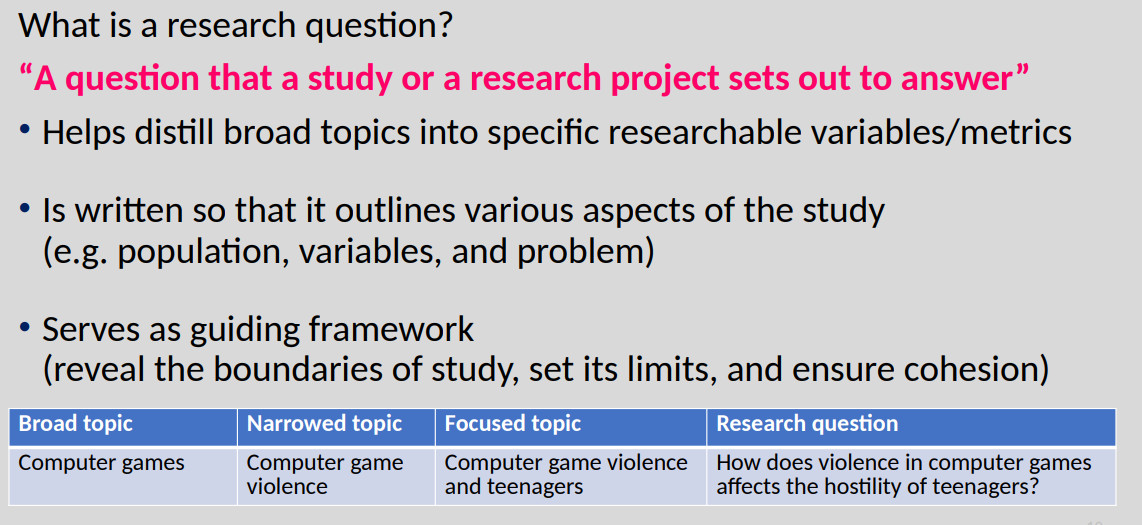 What is a research question?
“A question that a study or a research project sets out to answer”
• Helps distill broad topics into specific researchable variables/metrics
• Is written so that it outlines various aspects of the study
(e.g. population, variables, and problem)
• Serves as guiding framework
(reveal the boundaries of study, set its limits, and ensure cohesion)
Broad topic Narrowed topic Focused topic Research question
Computer games Computer game Computer game violence How does violence in computer games
violence and teenagers affects the hostility of teenagers?